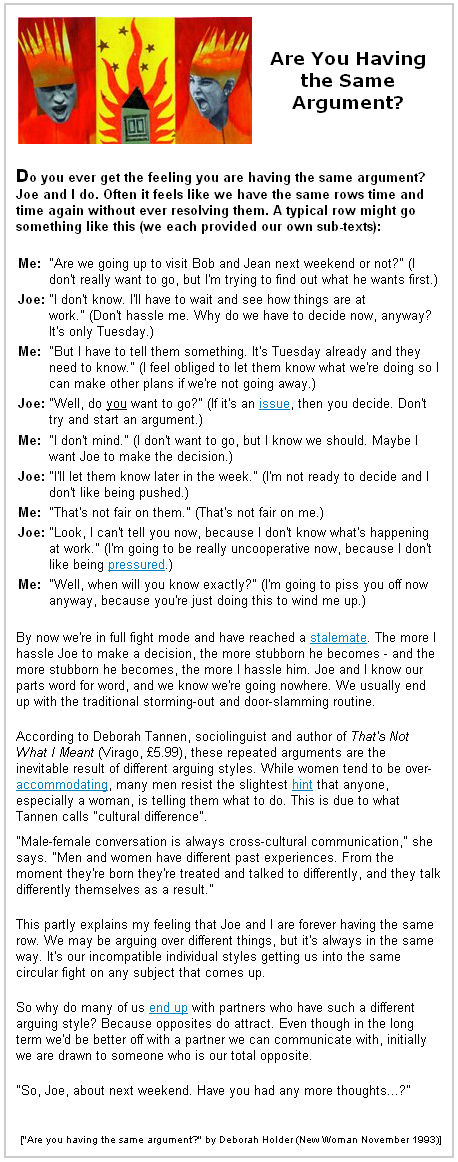 Are You Having
the Same
Argument?
Do you ever get the feeling you are having the same argument?
Joe and I do. Often it feels like we have the same rows time and
time again without ever resolving them. A typical row might go
something like this (we each provided our own sub-texts):
Me: "Are we going up to visit Bob and Jean next weekend or not?" (I
don't really want to go, but I'm trying to find out what he wants first.)
Joe: "I don't know. I'll have to wait and see how things are at
work." (Don't hassle me. Why do we have to decide now, anyway?
It's only Tuesday.)
Me: "But I have to tell them something. It's Tuesday already and they
need to know." (I feel obliged to let them know what we're doing so I
can make other plans if we're not going away.)
Joe: "Well, do you want to go?" (If it's an issue, then you decide. Don't
try and start an argument.)
Me: "I don't mind." (I don't want to go, but I know we should. Maybe I
want Joe to make the decision.)
Joe: "I'll let them know later in the week." (I'm not ready to decide and I
don't like being pushed.)
Me: "That's not fair on them." (That's not fair on me.)
Joe: "Look, I can't tell you now, because I don't know what's happening
at work." (I'm going to be really uncooperative now, because I don't
like being pressured.)
Me: "Well, when will you know exactly?" (I'm going to piss you off now
anyway, because you're just doing this to wind me up.)
By now we're in full fight mode and have reached a stalemate. The more I
hassle Joe to make a decision, the more stubborn he becomes - and the
more stubborn he becomes, the more I hassle him. Joe and I know our
parts word for word, and we know we're going nowhere. We usually end
up with the traditional storming-out and door-slamming routine.
According to Deborah Tannen, sociolinguist and author of That's Not
What I Meant (Virago, £5.99), these repeated arguments are the
inevitable result of different arguing styles. While women tend to be over-
accommodating, many men resist the slightest hint that anyone,
especially a woman, is telling them what to do. This is due to what
Tannen calls "cultural difference".
"Male-female conversation is always cross-cultural communication," she
says. "Men and women have different past experiences. From the
moment they're born they're treated and talked to differently, and they talk
differently themselves as a result."
This partly explains my feeling that Joe and I are forever having the same
row. We may be arguing over different things, but it's always in the same
way. It's our incompatible individual styles getting us into the same
circular fight on any subject that comes up.
So why do many of us end up with partners who have such a different
arguing style? Because opposites do attract. Even though in the long
term we'd be better off with a partner we can communicate with, initially
we are drawn to someone who is our total opposite.
"So, Joe, about next weekend. Have you had any more thoughts...?"
["Are you having the same argument?" by Deborah Holder (New Woman November 1993)]